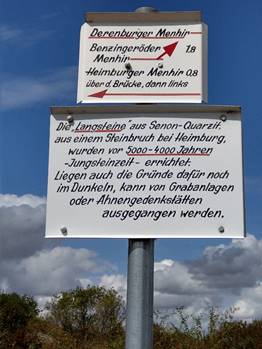 Derenburger Menhir
Benzingeröder
Menhir 1,8
Heimburger Menhir 0,8
über d. Brücke, dann links
Die "Langsteine" aus Senon-Quarzit.
aus einem Steinbruch bei Heimburg,
wurden vor 5000-4000 Jahren
-Jungsteinzeit- errichtet.
Liegen auch die Gründe dafür noch
im Dunkeln, kann von Grabanlagen
oder Ahnengedenkstätten
ausgegangen werden.